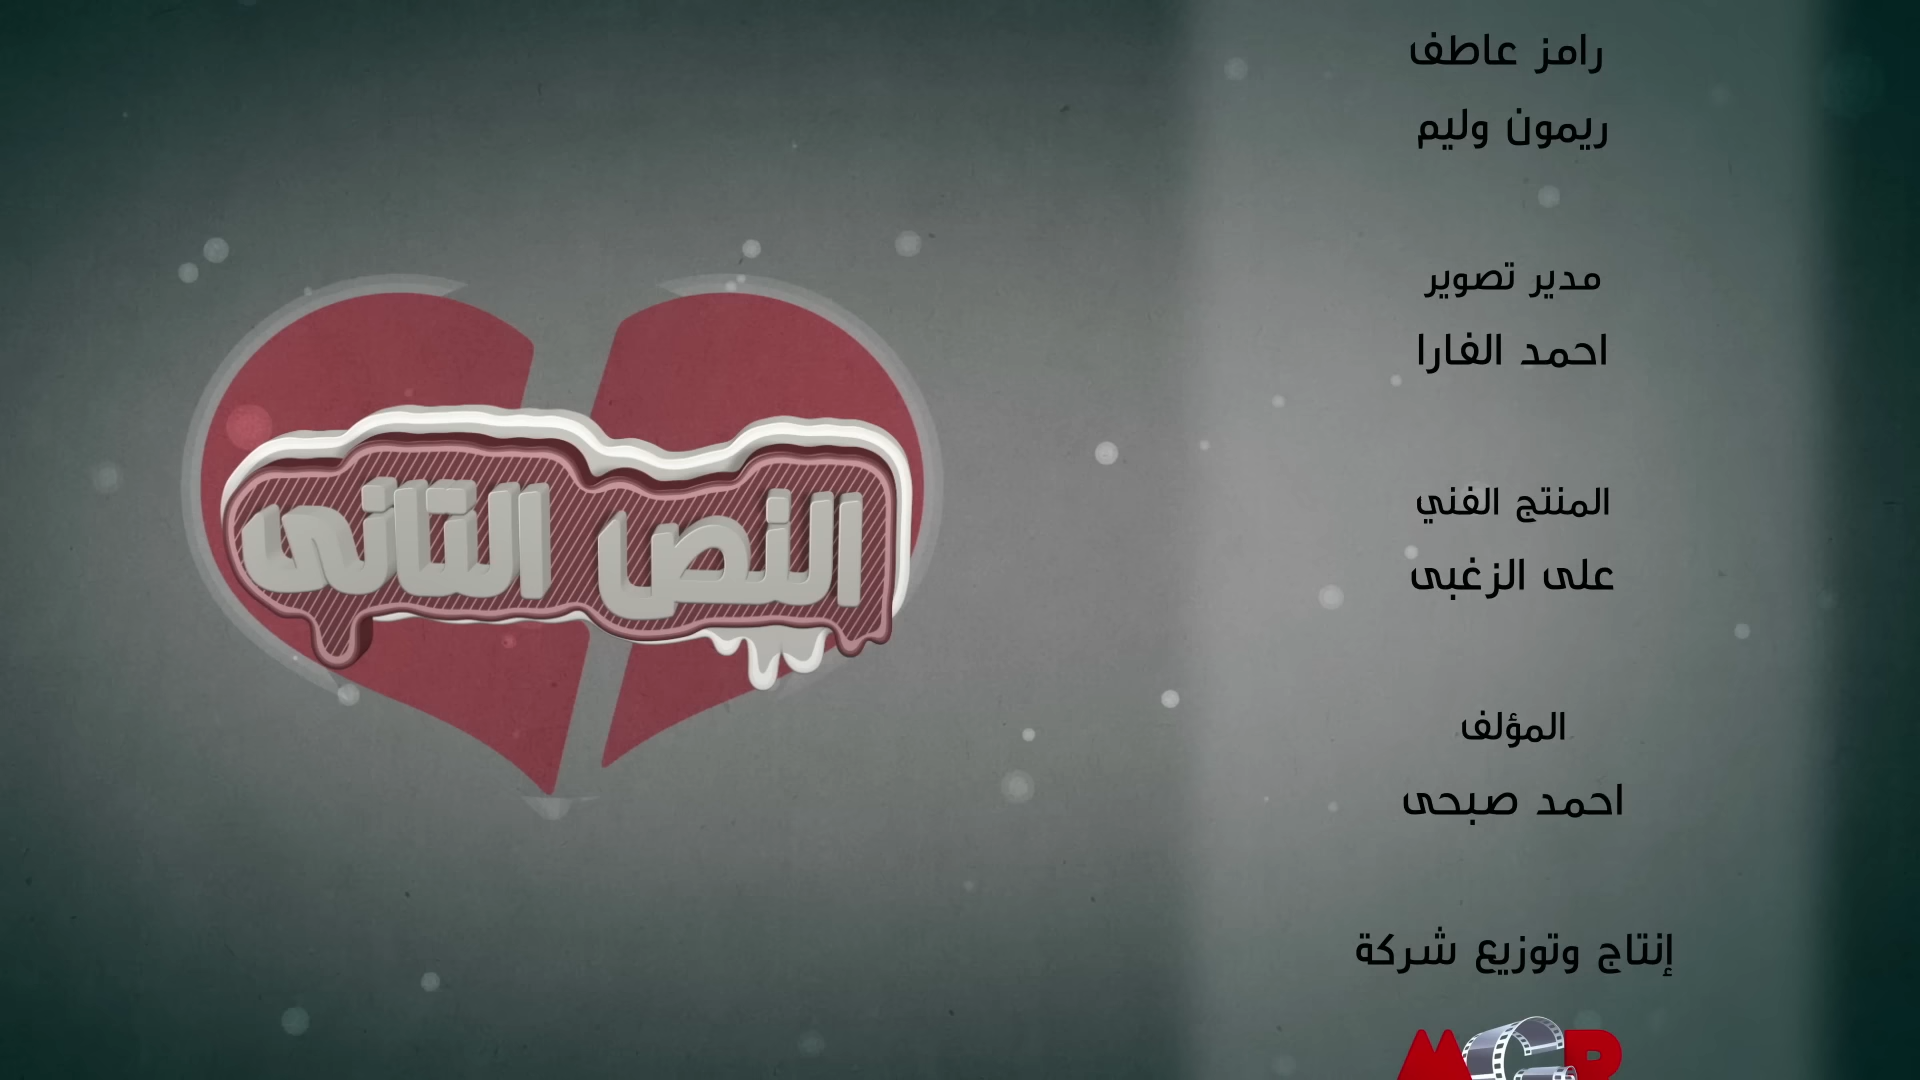 النص التانى
رامز عاطف
ريمون وليم
مدير تصوير
احمد الفارا
المنتج الفني
على الزغبى
المؤلف
احمد صبحى
إنتاج وتوزيع شركة
MGP